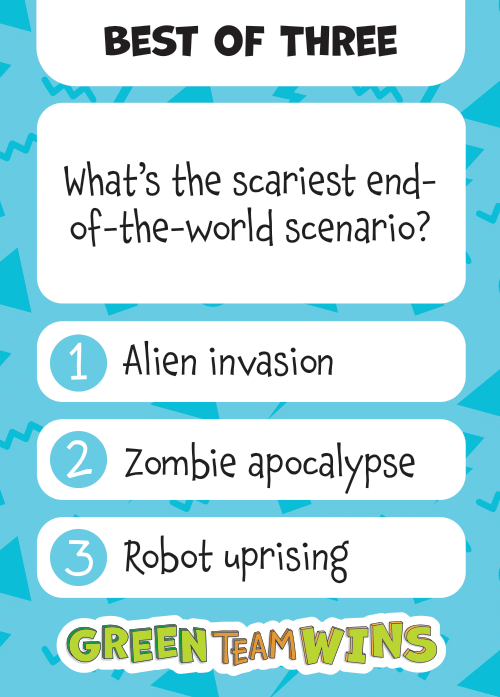 BEST OF THREE
What's the scariest end-
of-the-world scenario?
1 Alien invasion
2 Zombie apocalypse
3 Robot uprising
GREEN TEAM WINS